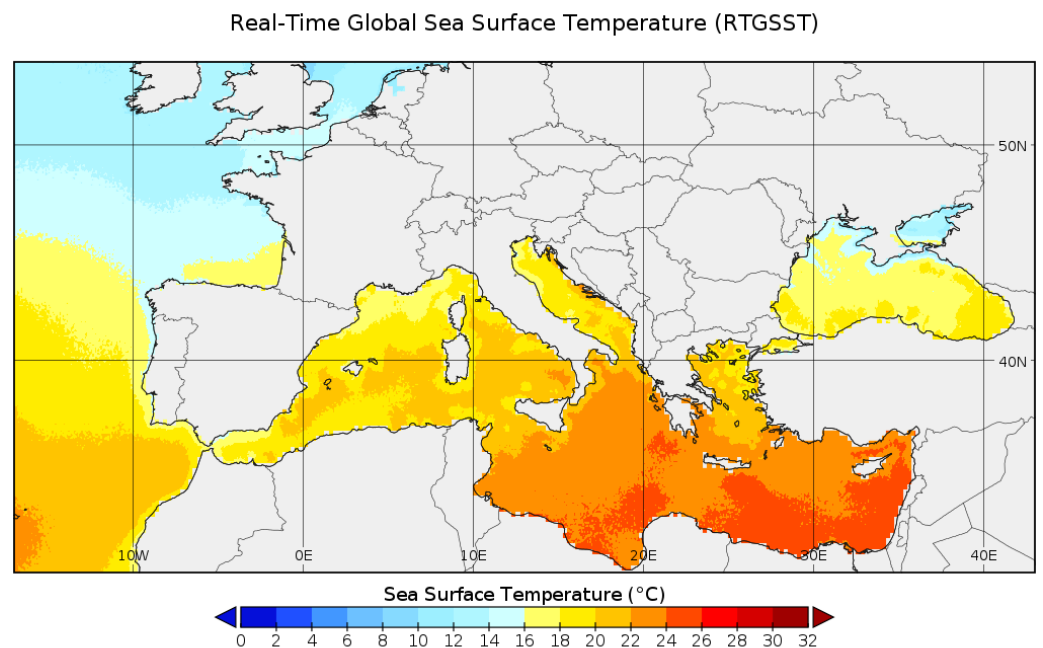 Real-Time Global Sea Surface Temperature (RTGSST)
50N
40N
10W 0E 10E 20E 30E 40E
Sea Surface Temperature (°C)
0 2 4 6 8 10 12 14 16 18 20 22 24 26 28 30 32